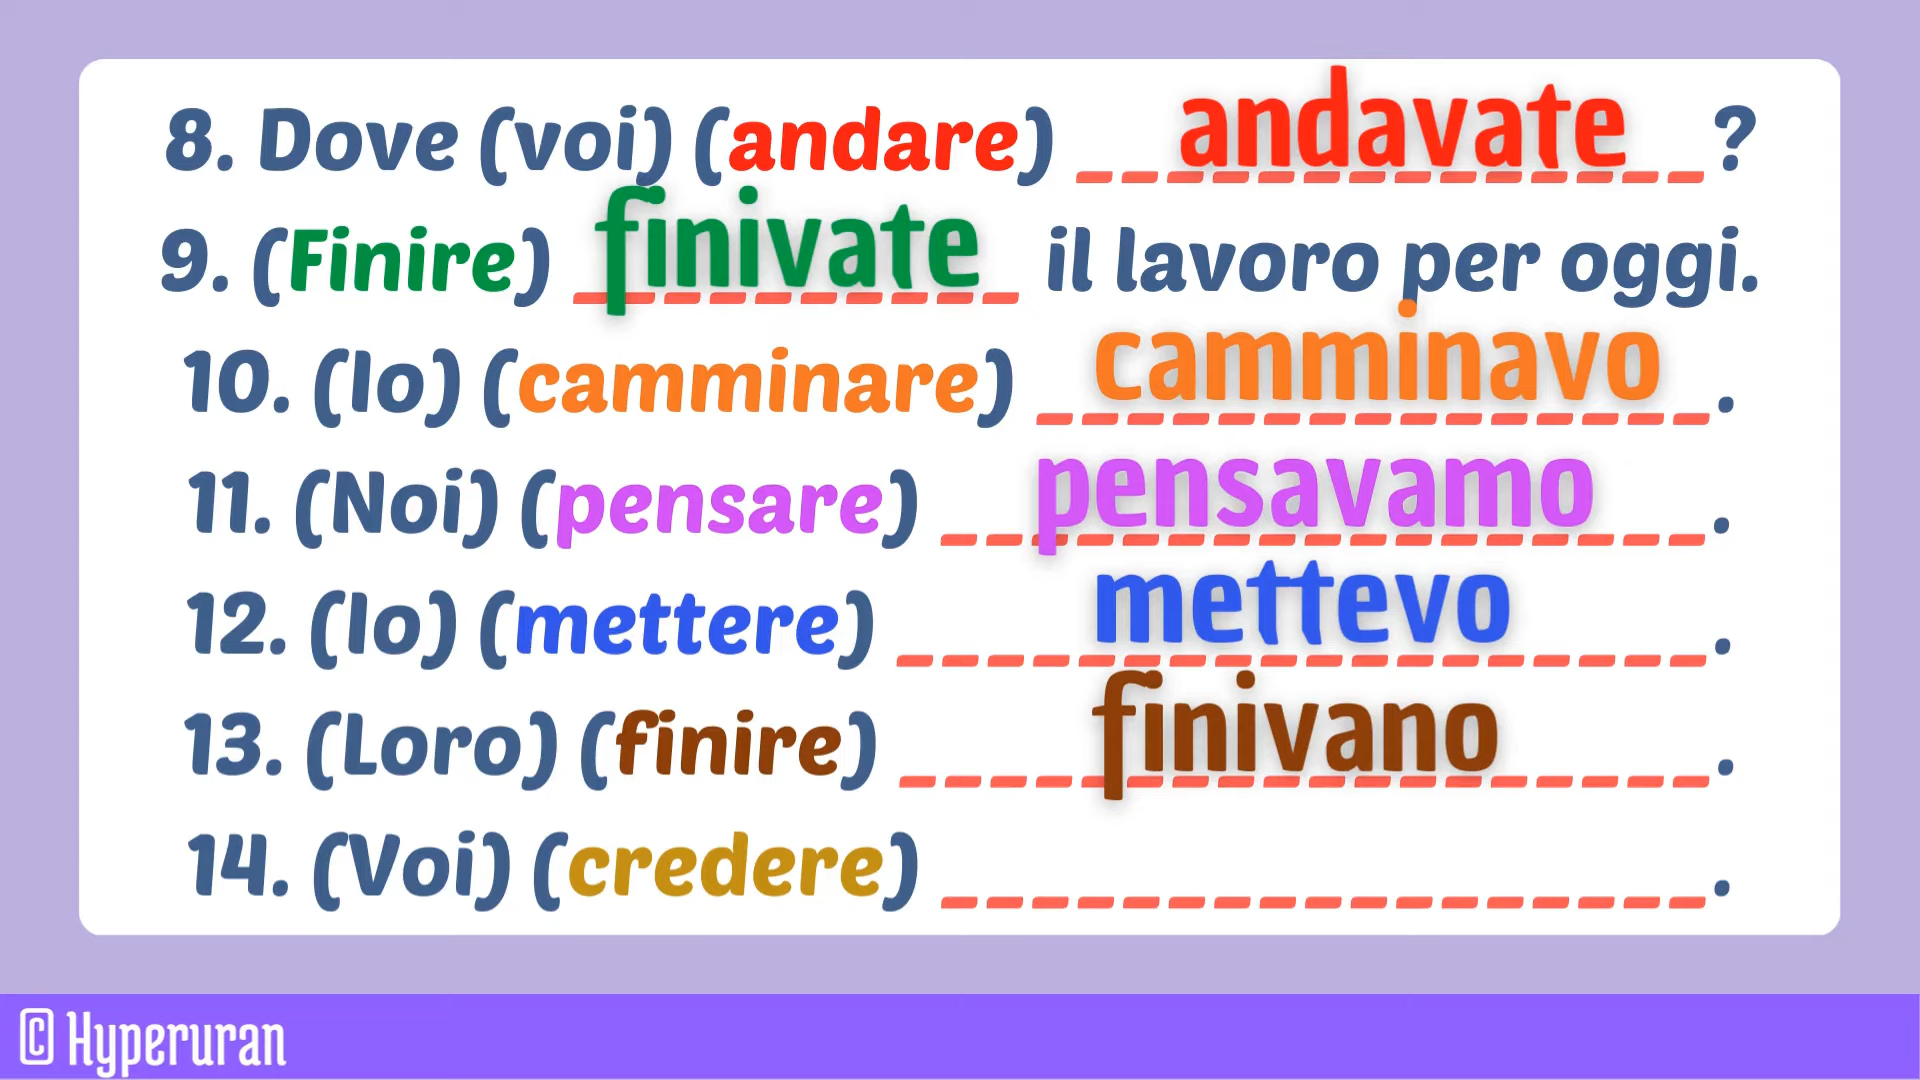 8. Dove (voi) (andare) andavate ?
9. (Finire) finivate il lavoro per oggi.
10. (Io) (camminare) camminavo .
11. (Noi) (pensare) pensavamo .
12. (Io) (mettere) mettevo .
13. (Loro) (finire) finivano .
14. (Voi) (credere) _ _ _ _ _ _ _ _ _ _ _ _ _ _ _ _ _ .
© Hyperuran